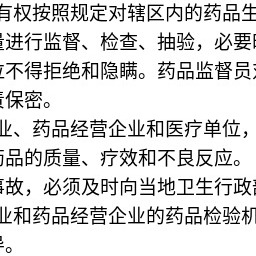 有权按照规定对辖区内的药品生
进行监督、检查、抽验，必要
不得拒绝和隐瞒。药品监督员
保密。
业、药品经营企业和医疗单位，
药品的质量、疗效和不良反应。
事故，必须及时向当地卫生行政部
业和药品经营企业的药品检验机